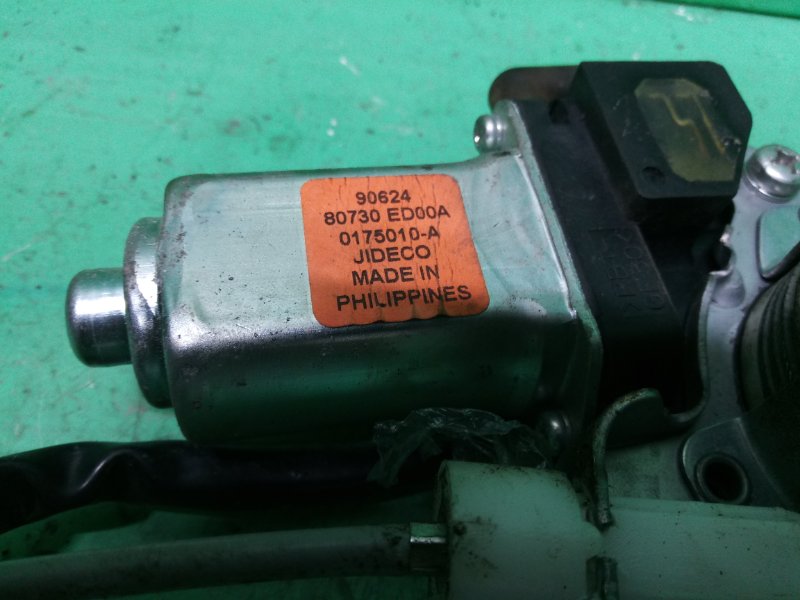 90624
80730 ED00A
0175010-A
JIDECO
MADE IN
PHILIPPINES